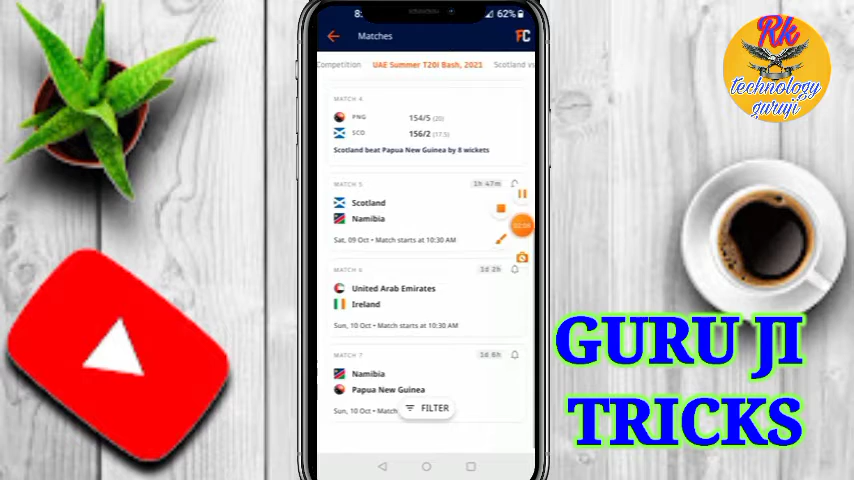 8:
62%
Matches
FC
Competition
UAE Summer T20I Bash, 2021
Scotland vs
MATCH 4
PNG 154/5 (20)
SCO 156/2 (17.5)
Scotland beat Papua New Guinea by 8 wickets
MATCH 5
1h 47m
Scotland
Namibia
Sat, 09 Oct • Match starts at 10:30 AM
MATCH 6
1d 2h
United Arab Emirates
Ireland
Sun, 10 Oct • Match starts at 10:30 AM
MATCH 7
1d 6h
Namibia
Papua New Guinea
Sun, 10 Oct • Matc
FILTER
Rk
technology
guruji
GURU JI
TRICKS